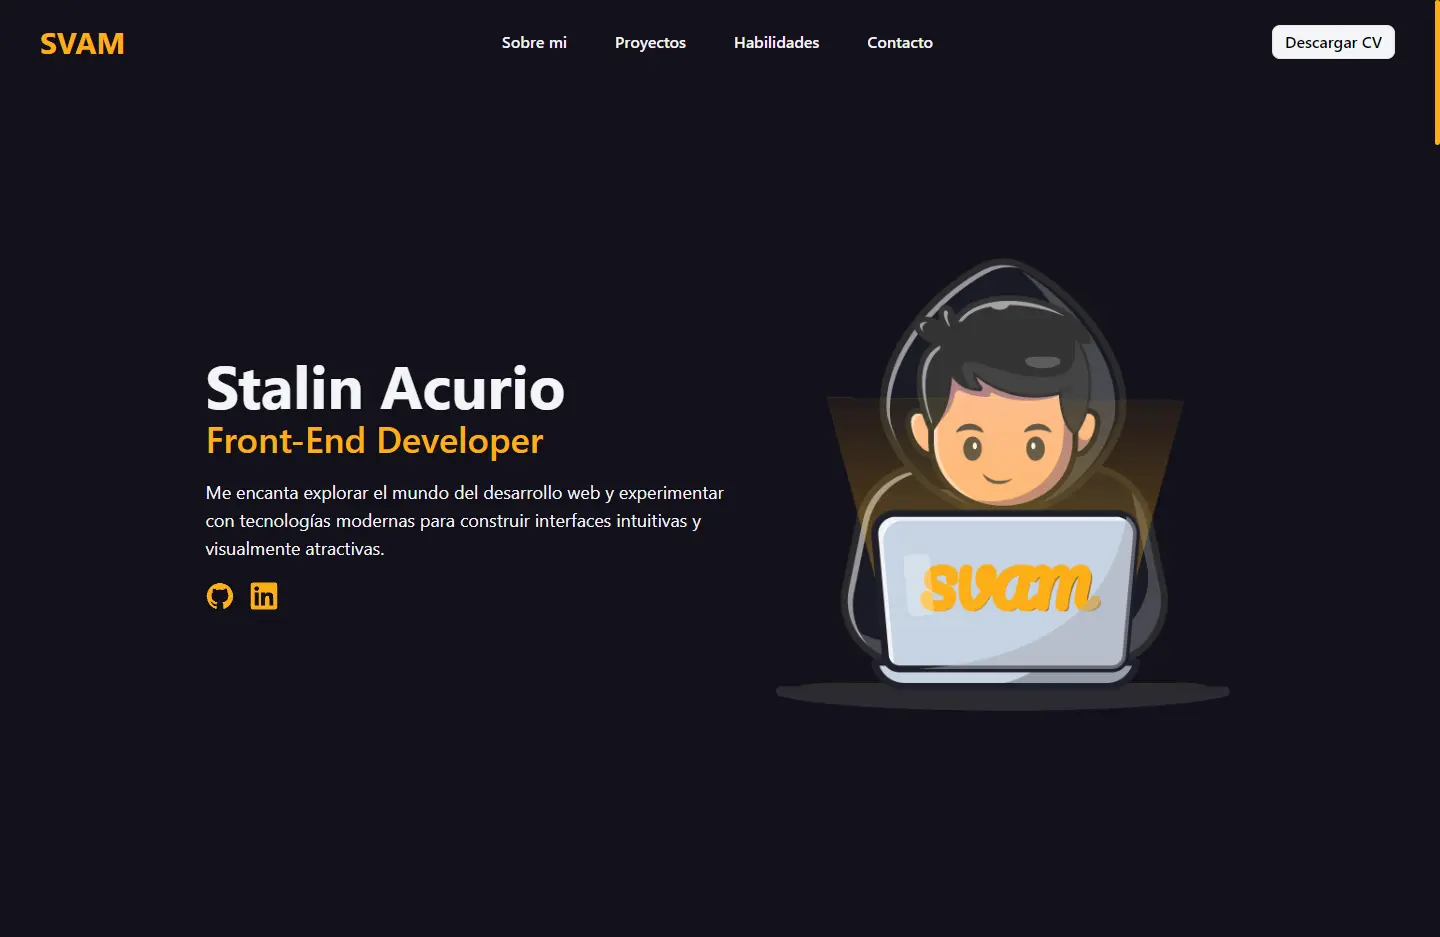 SVAM
Sobre mi
Proyectos
Habilidades
Contacto
Descargar CV
Stalin Acurio
Front-End Developer
Me encanta explorar el mundo del desarrollo web y experimentar
con tecnologías modernas para construir interfaces intuitivas y
visualmente atractivas.
in
svam.